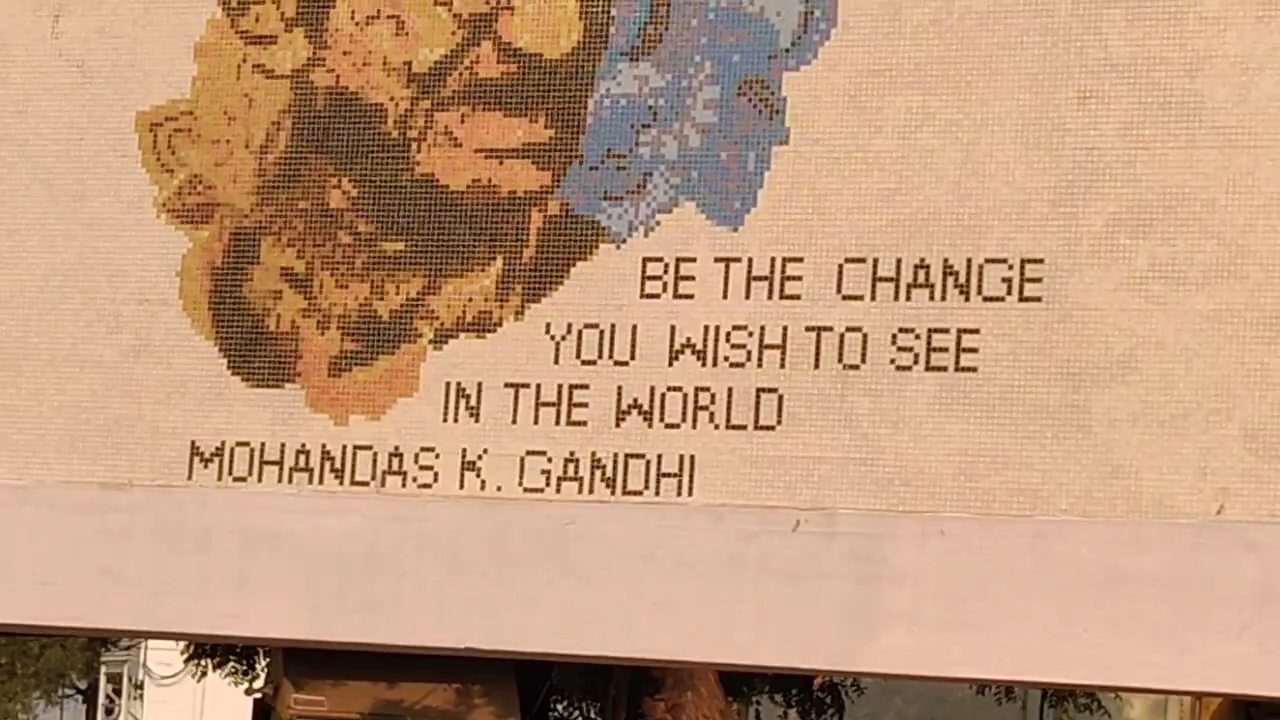 BE THE CHANGE
YOU WISH TO SEE
IN THE WORLD
MOHANDAS K. GANDHI